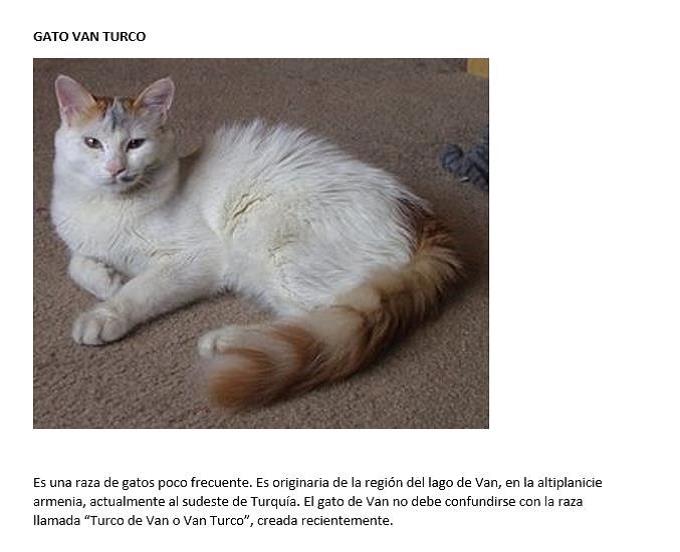 GATO VAN TURCO
Es una raza de gatos poco frecuente. Es originaria de la región del lago de Van, en la altiplanicie
armenia, actualmente al sudeste de Turquía. El gato de Van no debe confundirse con la raza
llamada “Turco de Van o Van Turco”, creada recientemente.